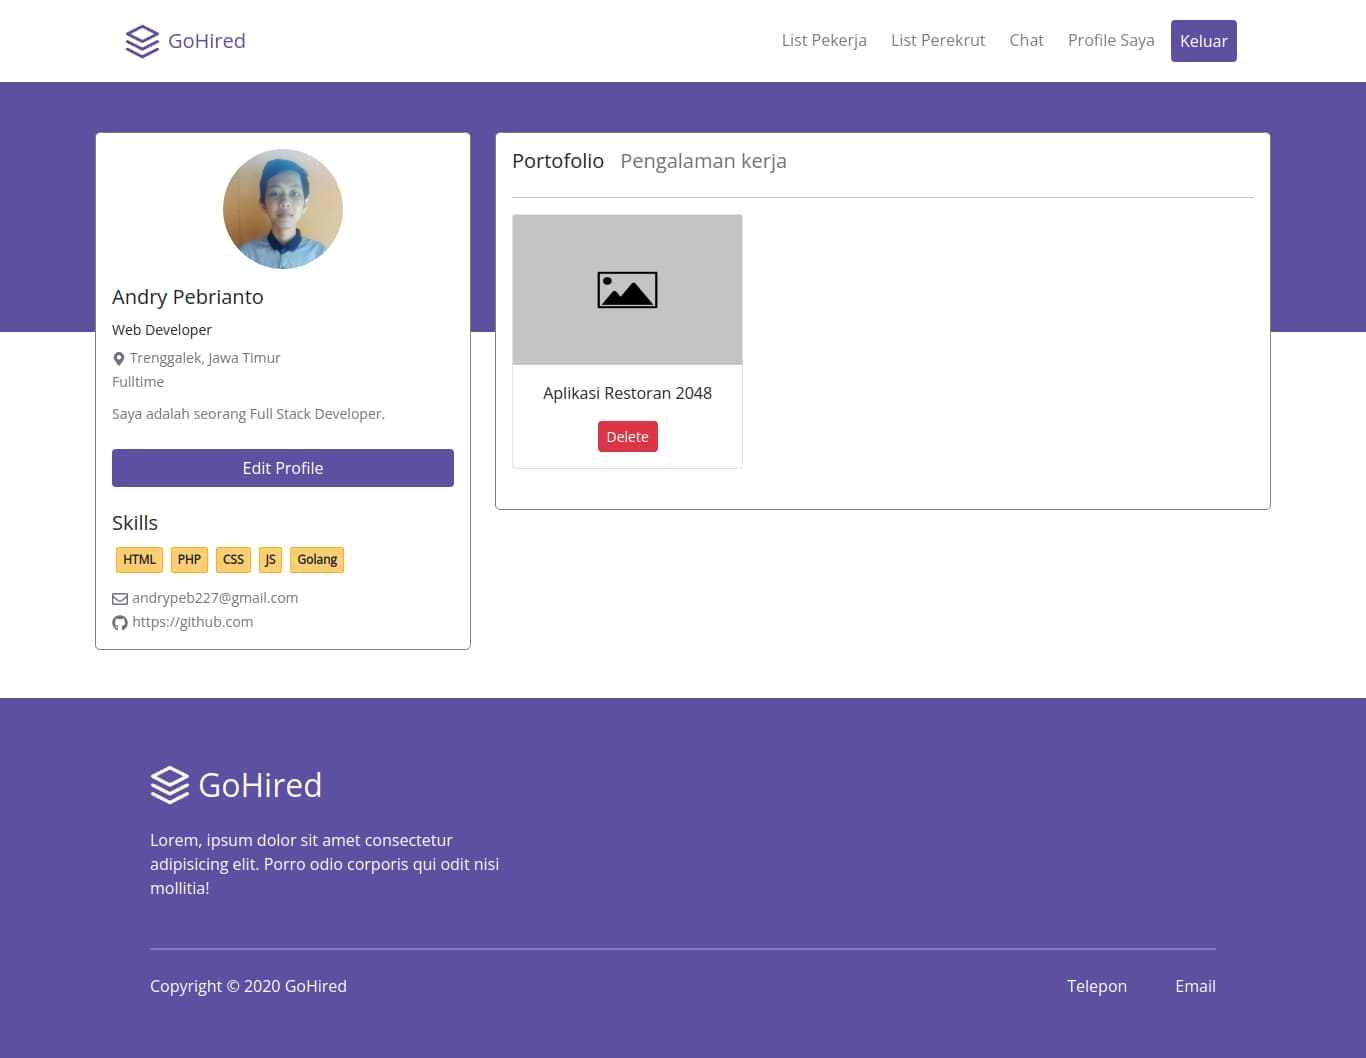 GoHired
List Pekerja
List Perekrut
Chat
Profile Saya
Keluar
Andry Pebrianto
Web Developer
Trenggalek, Jawa Timur
Fulltime
Saya adalah seorang Full Stack Developer.
Edit Profile
Skills
HTML PHP CSS JS Golang
andrypeb227@gmail.com
https://github.com
Portofolio Pengalaman kerja
Aplikasi Restoran 2048
Delete
GoHired
Lorem, ipsum dolor sit amet consectetur
adipisicing elit. Porro odio corporis qui odit nisi
mollitia!
Copyright © 2020 GoHired
Telepon
Email